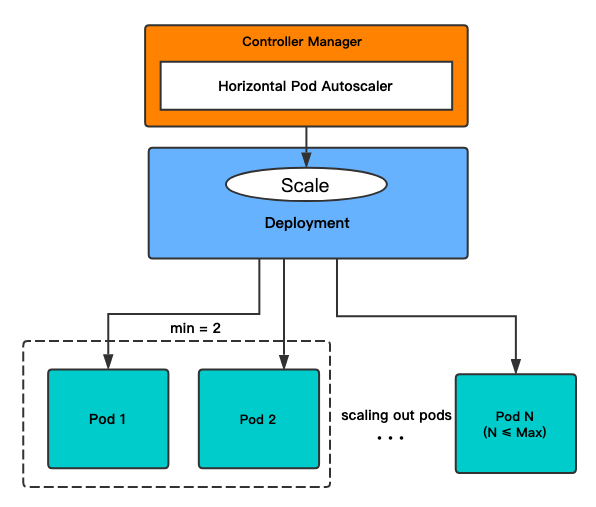 Controller Manager
Horizontal Pod Autoscaler
Scale
Deployment
min = 2
Pod 1
Pod 2
scaling out pods
...
Pod N
(N ⩽ Max)